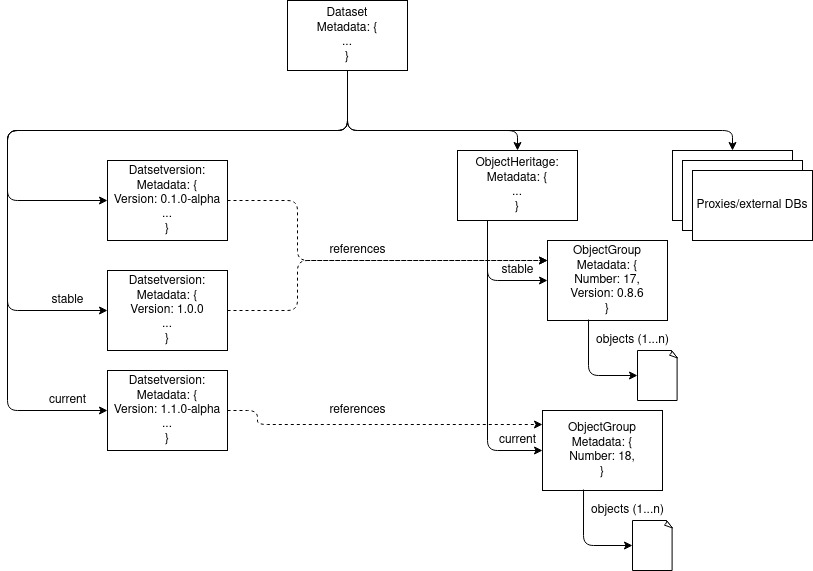 Dataset
Metadata: {
...
}
Datsetversion:
Metadata: {
Version: 0.1.0-alpha
...
}
ObjectHeritage:
Metadata: {
...
}
Proxies/external DBs
references
stable
ObjectGroup
Metadata: {
Number: 17,
Version: 0.8.6
}
stable
Datsetversion:
Metadata: {
Version: 1.0.0
...
}
objects (1...n)
current
Datsetversion:
Metadata: {
Version: 1.1.0-alpha
...
}
references
current
ObjectGroup
Metadata: {
Number: 18,
}
objects (1...n)